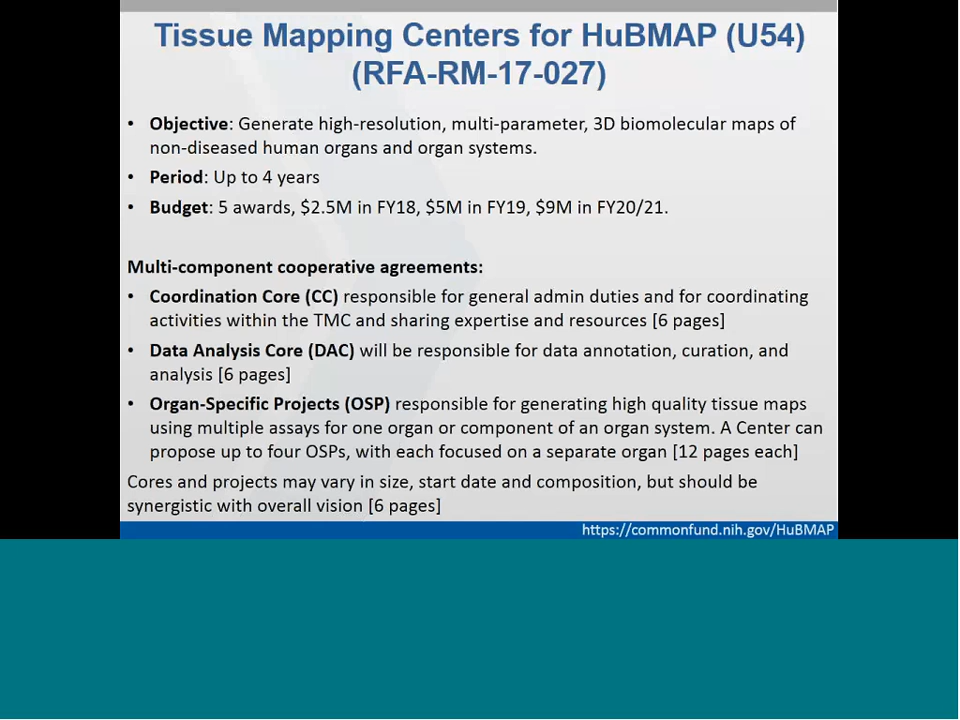 Tissue Mapping Centers for HuBMAP (U54)
(RFA-RM-17-027)
• Objective: Generate high-resolution, multi-parameter, 3D biomolecular maps of
non-diseased human organs and organ systems.
• Period: Up to 4 years
• Budget: 5 awards, $2.5M in FY18, $5M in FY19, $9M in FY20/21.
Multi-component cooperative agreements:
• Coordination Core (CC) responsible for general admin duties and for coordinating
activities within the TMC and sharing expertise and resources [6 pages]
• Data Analysis Core (DAC) will be responsible for data annotation, curation, and
analysis [6 pages]
• Organ-Specific Projects (OSP) responsible for generating high quality tissue maps
using multiple assays for one organ or component of an organ system. A Center can
propose up to four OSPs, with each focused on a separate organ [12 pages each]
Cores and projects may vary in size, start date and composition, but should be
synergistic with overall vision [6 pages]
https://commonfund.nih.gov/HuBMAP